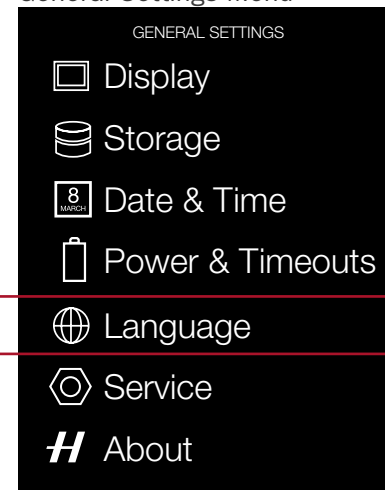 General Settings Menu
GENERAL SETTINGS
Display
Storage
8
MARCH
Date & Time
Power & Timeouts
Language
Service
H About